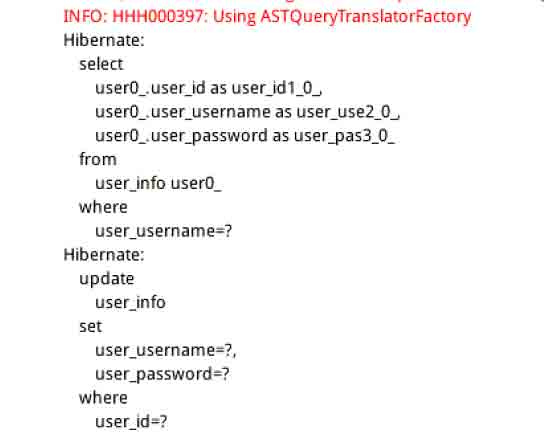 INFO: HHH000397: Using ASTQueryTranslatorFactory
Hibernate:
select
user0_.user_id as user_id1_0_,
user0_.user_username as user_use2_0_,
user0_.user_password as user_pas3_0_
from
user_info user0_
where
user_username=?
Hibernate:
update
user_info
set
user_username=?,
user_password=?
where
user_id=?